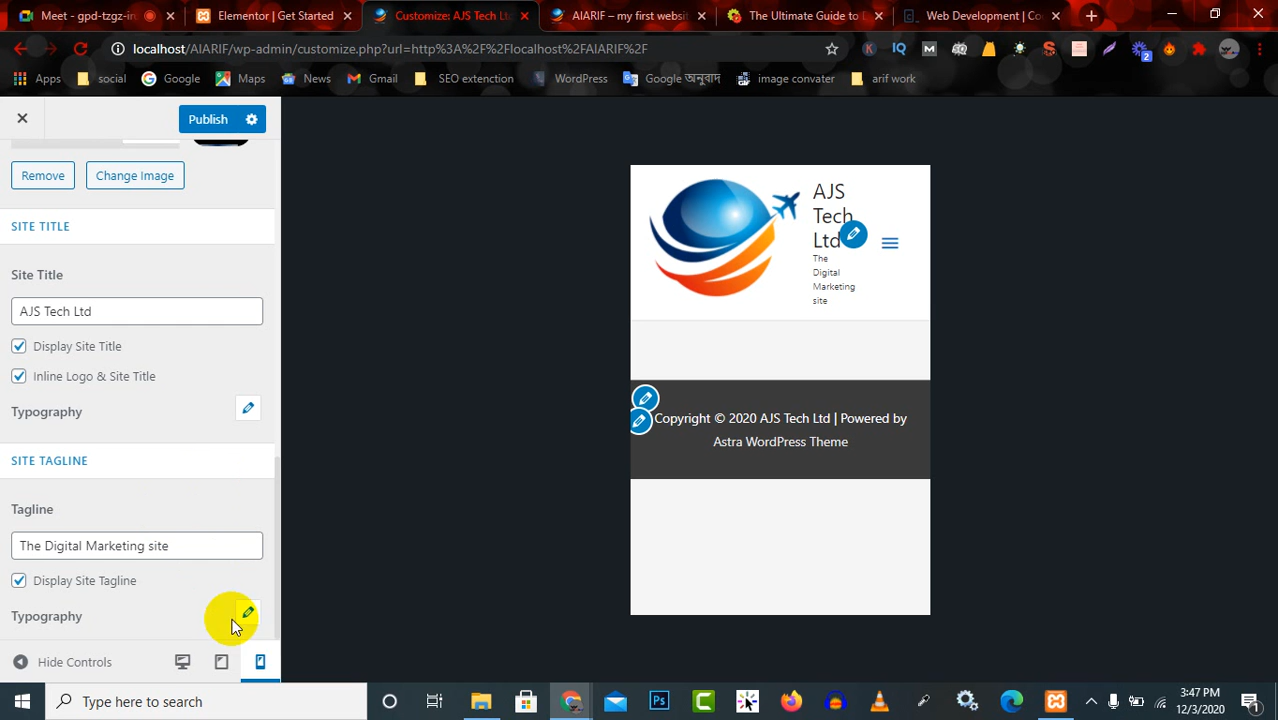 Meet - gpd-tzgz-in
Elementor | Get Started
Customize: AJS Tech Lt
AIARIF – my first websi
The Ultimate Guide to D
Web Development | Co
localhost/AIARIF/wp-admin/customize.php?url=http%3A%2F%2Flocalhost%2FAIARIF%2F
K IQ M S 2
Apps social Google Maps News Gmail SEO extenction WordPress Google অনুবাদ image convater arif work
Publish
Remove Change Image
SITE TITLE
Site Title
AJS Tech Ltd
Display Site Title
Inline Logo & Site Title
Typography
SITE TAGLINE
Tagline
The Digital Marketing site
Display Site Tagline
Typography
Hide Controls
AJS
Tech
Ltd
The
Digital
Marketing
site
Copyright © 2020 AJS Tech Ltd | Powered by
Astra WordPress Theme
Type here to search
Ps
3:47 PM
12/3/2020
1